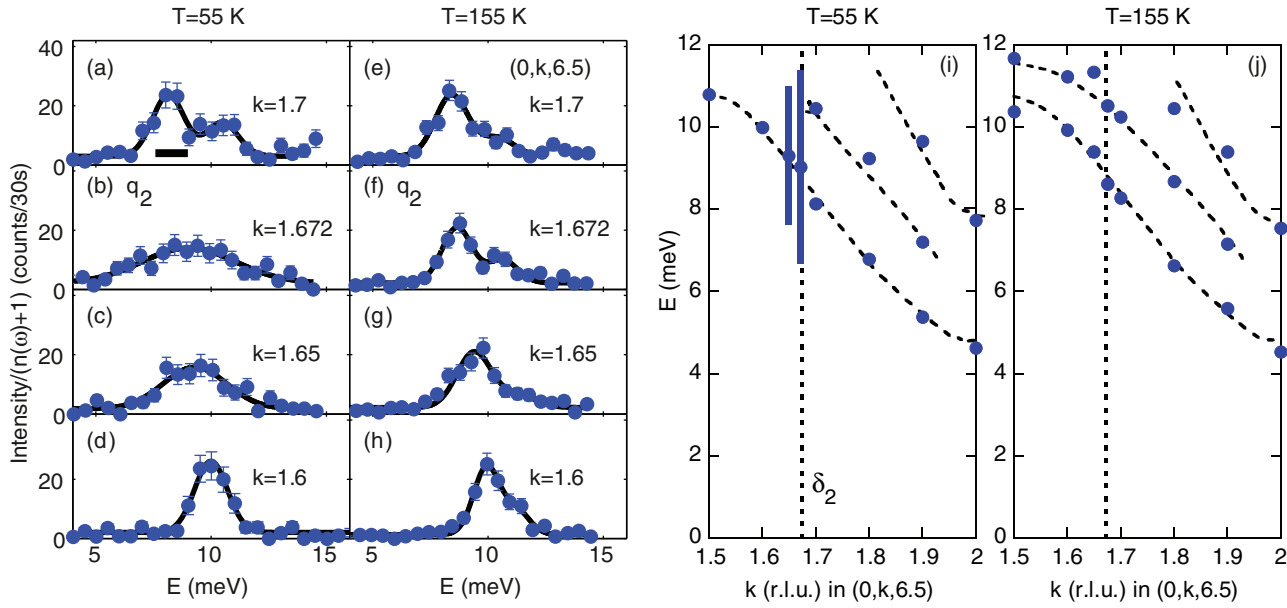 T=55 K
T=155 K
T=55 K
T=155 K
Intensity/(n(ω)+1) (counts/30s)
40
20
0
(a)
k=1.7
(e)
(0,k,6.5)
k=1.7
20
0
(b) q2
k=1.672
(f) q2
k=1.672
20
0
(c)
k=1.65
(g)
k=1.65
20
0
(d)
k=1.6
(h)
k=1.6
5
10
15
5
10
15
E (meV)
E (meV)
E (meV)
12
10
8
6
4
2
0
(i)
δ2
1.5
1.6
1.7
1.8
1.9
2
k (r.l.u.) in (0,k,6.5)
12
10
8
6
4
2
0
(j)
1.5
1.6
1.7
1.8
1.9
2
k (r.l.u.) in (0,k,6.5)